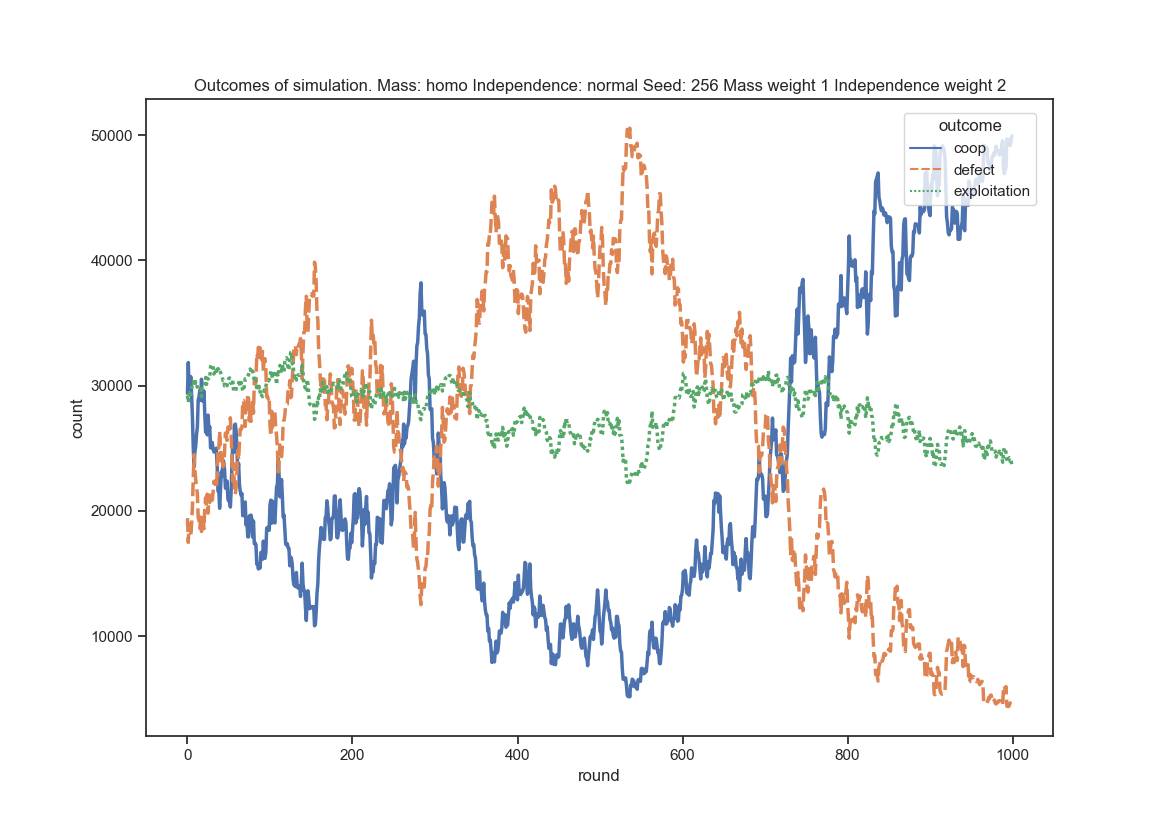 Outcomes of simulation. Mass: homo Independence: normal Seed: 256 Mass weight 1 Independence weight 2
outcome
coop
defect
exploitation
50000
40000
30000
20000
10000
count
0 200 400 600 800 1000
round